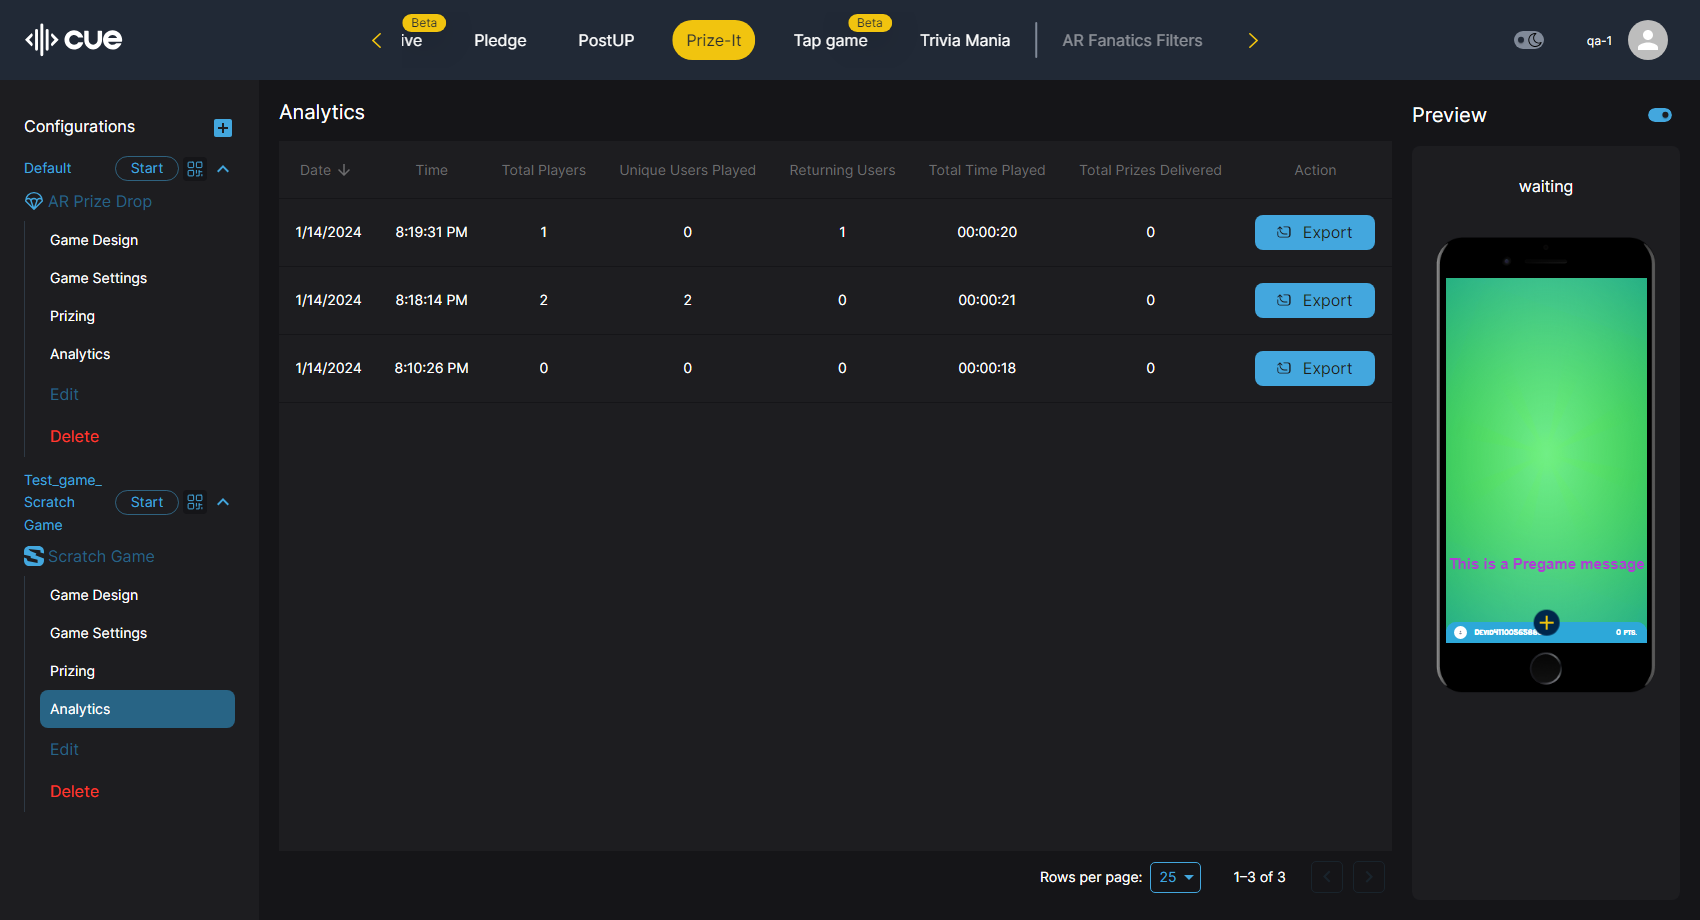 cue
Beta
ive
Pledge
PostUP
Prize-It
Beta
Tap game
Trivia Mania
AR Fanatics Filters
qa-1
Configurations
Default
Start
AR Prize Drop
Game Design
Game Settings
Prizing
Analytics
Edit
Delete
Test_game_
Scratch
Game
Start
Scratch Game
Game Design
Game Settings
Prizing
Analytics
Edit
Delete
Analytics
Date Time Total Players Unique Users Played Returning Users Total Time Played Total Prizes Delivered Action
1/14/2024 8:19:31 PM 1 0 1 00:00:20 0 Export
1/14/2024 8:18:14 PM 2 2 0 00:00:21 0 Export
1/14/2024 8:10:26 PM 0 0 0 00:00:18 0 Export
Rows per page: 25 1–3 of 3
Preview
waiting
This is a Pregame message
0 PTS.